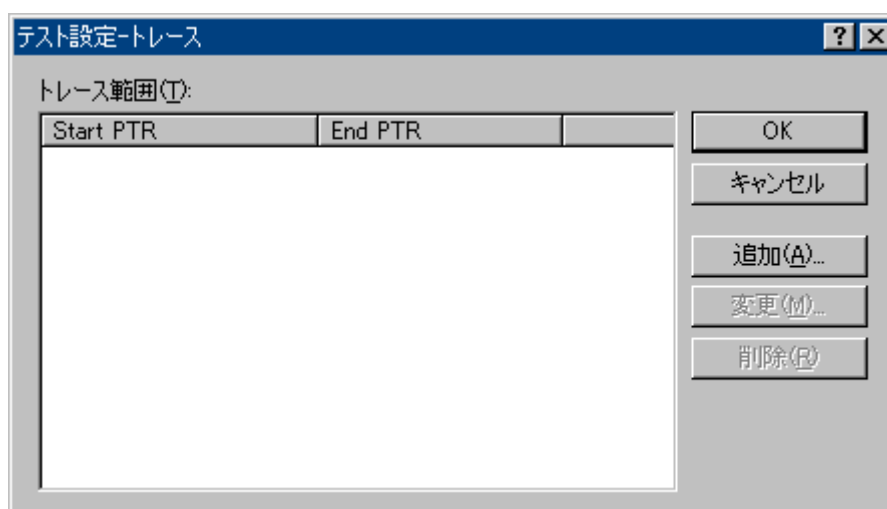 テスト設定-トレース
トレース範囲(T):
Start PTR End PTR
OK
キャンセル
追加(A)...
変更(M)...
削除(R)